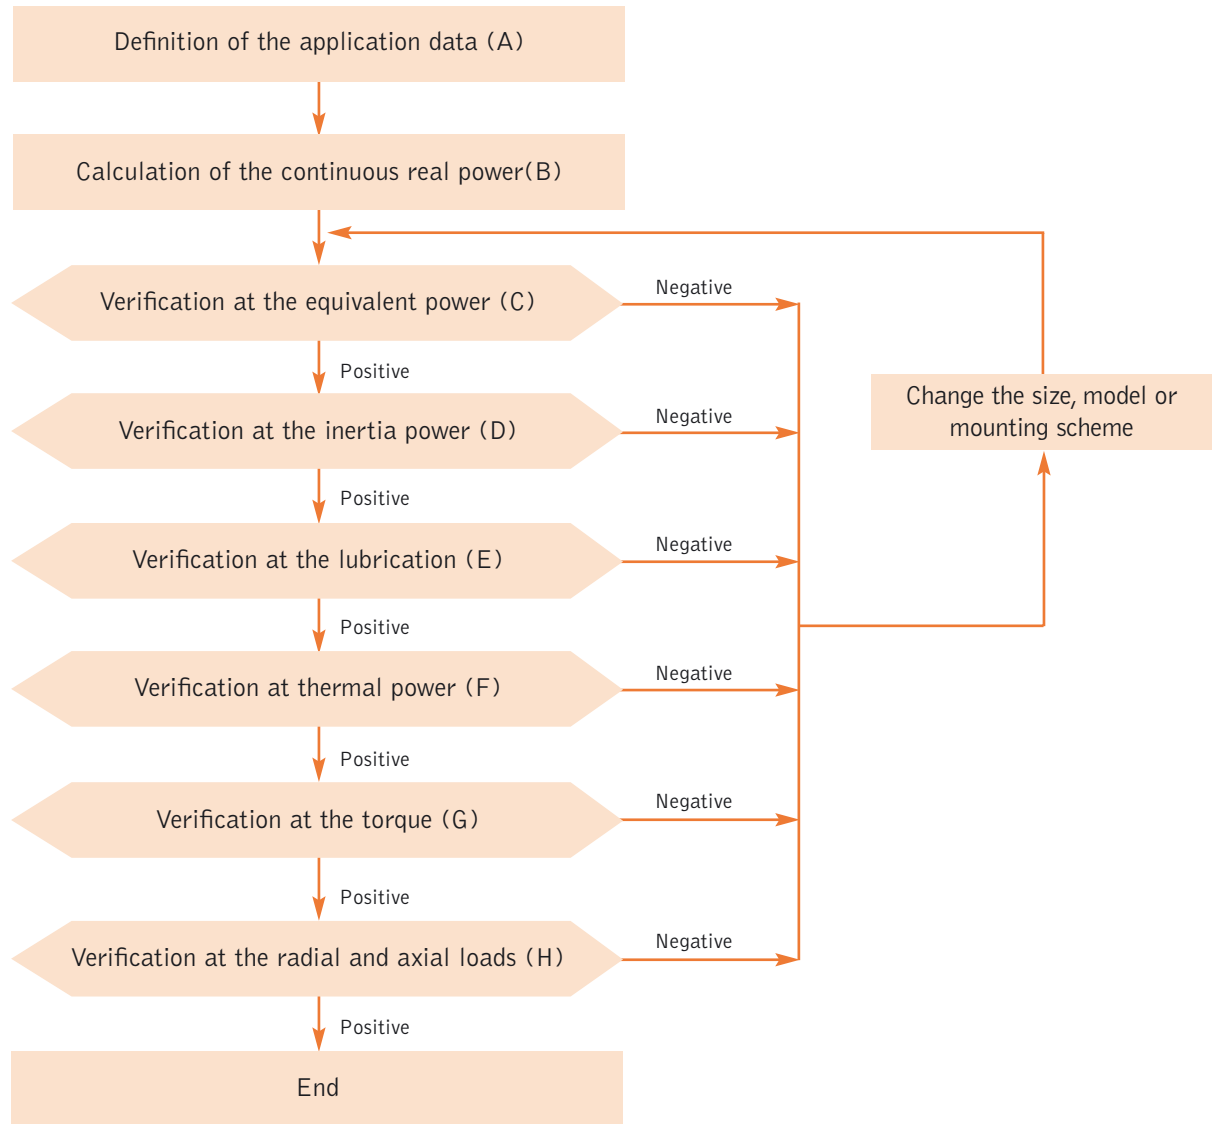 Definition of the application data (A)
Calculation of the continuous real power(B)
Verification at the equivalent power (C)
Negative
Positive
Change the size, model or
mounting scheme
Verification at the inertia power (D)
Negative
Positive
Verification at the lubrication (E)
Negative
Positive
Verification at thermal power (F)
Negative
Positive
Verification at the torque (G)
Negative
Positive
Verification at the radial and axial loads (H)
Negative
Positive
End